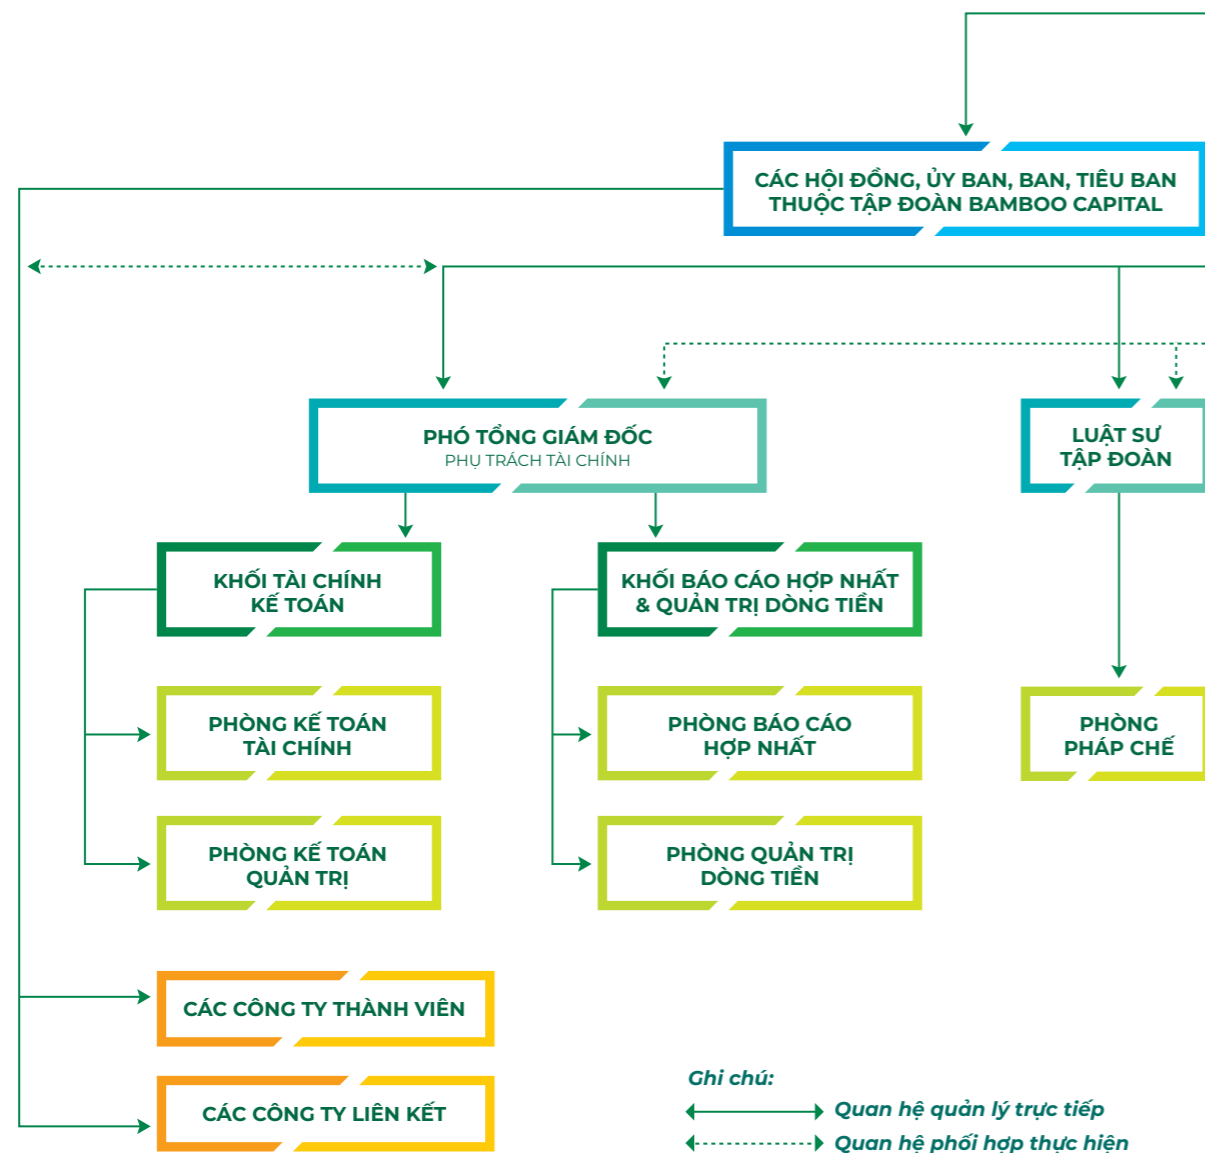 CÁC HỘI ĐỒNG, ỦY BAN, BAN, TIÊU BAN
THUỘC TẬP ĐOÀN BAMBOO CAPITAL
PHÓ TỔNG GIÁM ĐỐC
PHỤ TRÁCH TÀI CHÍNH
LUẬT SƯ
TẬP ĐOÀN
KHỐI TÀI CHÍNH
KẾ TOÁN
KHỐI BÁO CÁO HỢP NHẤT
& QUẢN TRỊ DÒNG TIỀN
PHÒNG KẾ TOÁN
TÀI CHÍNH
PHÒNG BÁO CÁO
HỢP NHẤT
PHÒNG
PHÁP CHẾ
PHÒNG KẾ TOÁN
QUẢN TRỊ
PHÒNG QUẢN TRỊ
DÒNG TIỀN
CÁC CÔNG TY THÀNH VIÊN
CÁC CÔNG TY LIÊN KẾT
Ghi chú:
Quan hệ quản lý trực tiếp
Quan hệ phối hợp thực hiện